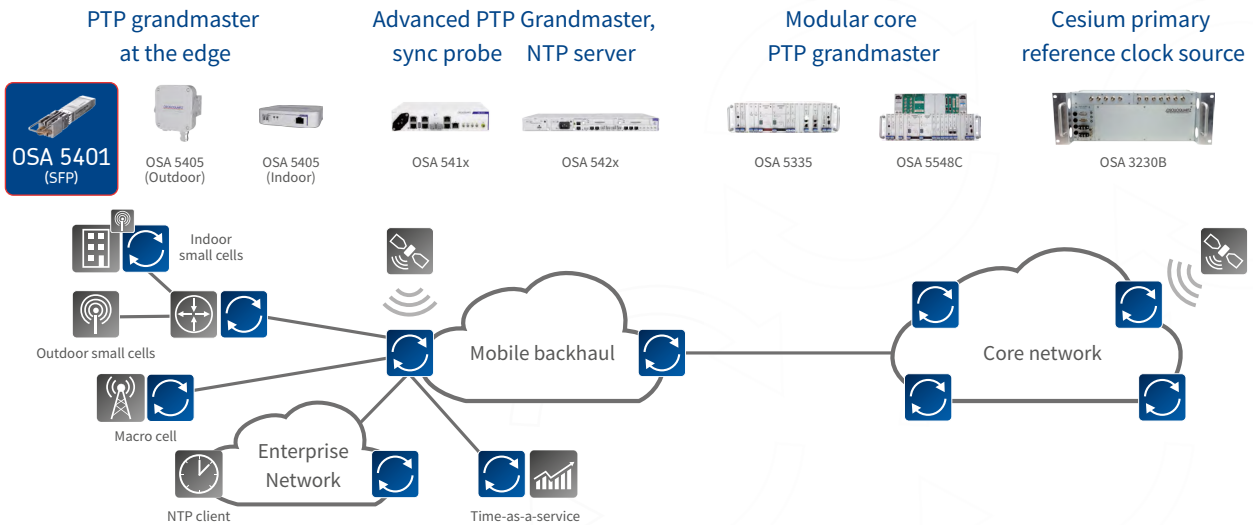 PTP grandmaster
at the edge
Advanced PTP Grandmaster,
sync probe NTP server
Modular core
PTP grandmaster
Cesium primary
reference clock source
OSA 5401
(SFP)
OSA 5405
(Outdoor)
OSA 5405
(Indoor)
OSA 541x
OSA 542x
OSA 5335
OSA 5548C
OSA 3230B
Indoor
small cells
Outdoor small cells
Macro cell
Mobile backhaul
Core network
Enterprise
Network
NTP client
Time-as-a-service